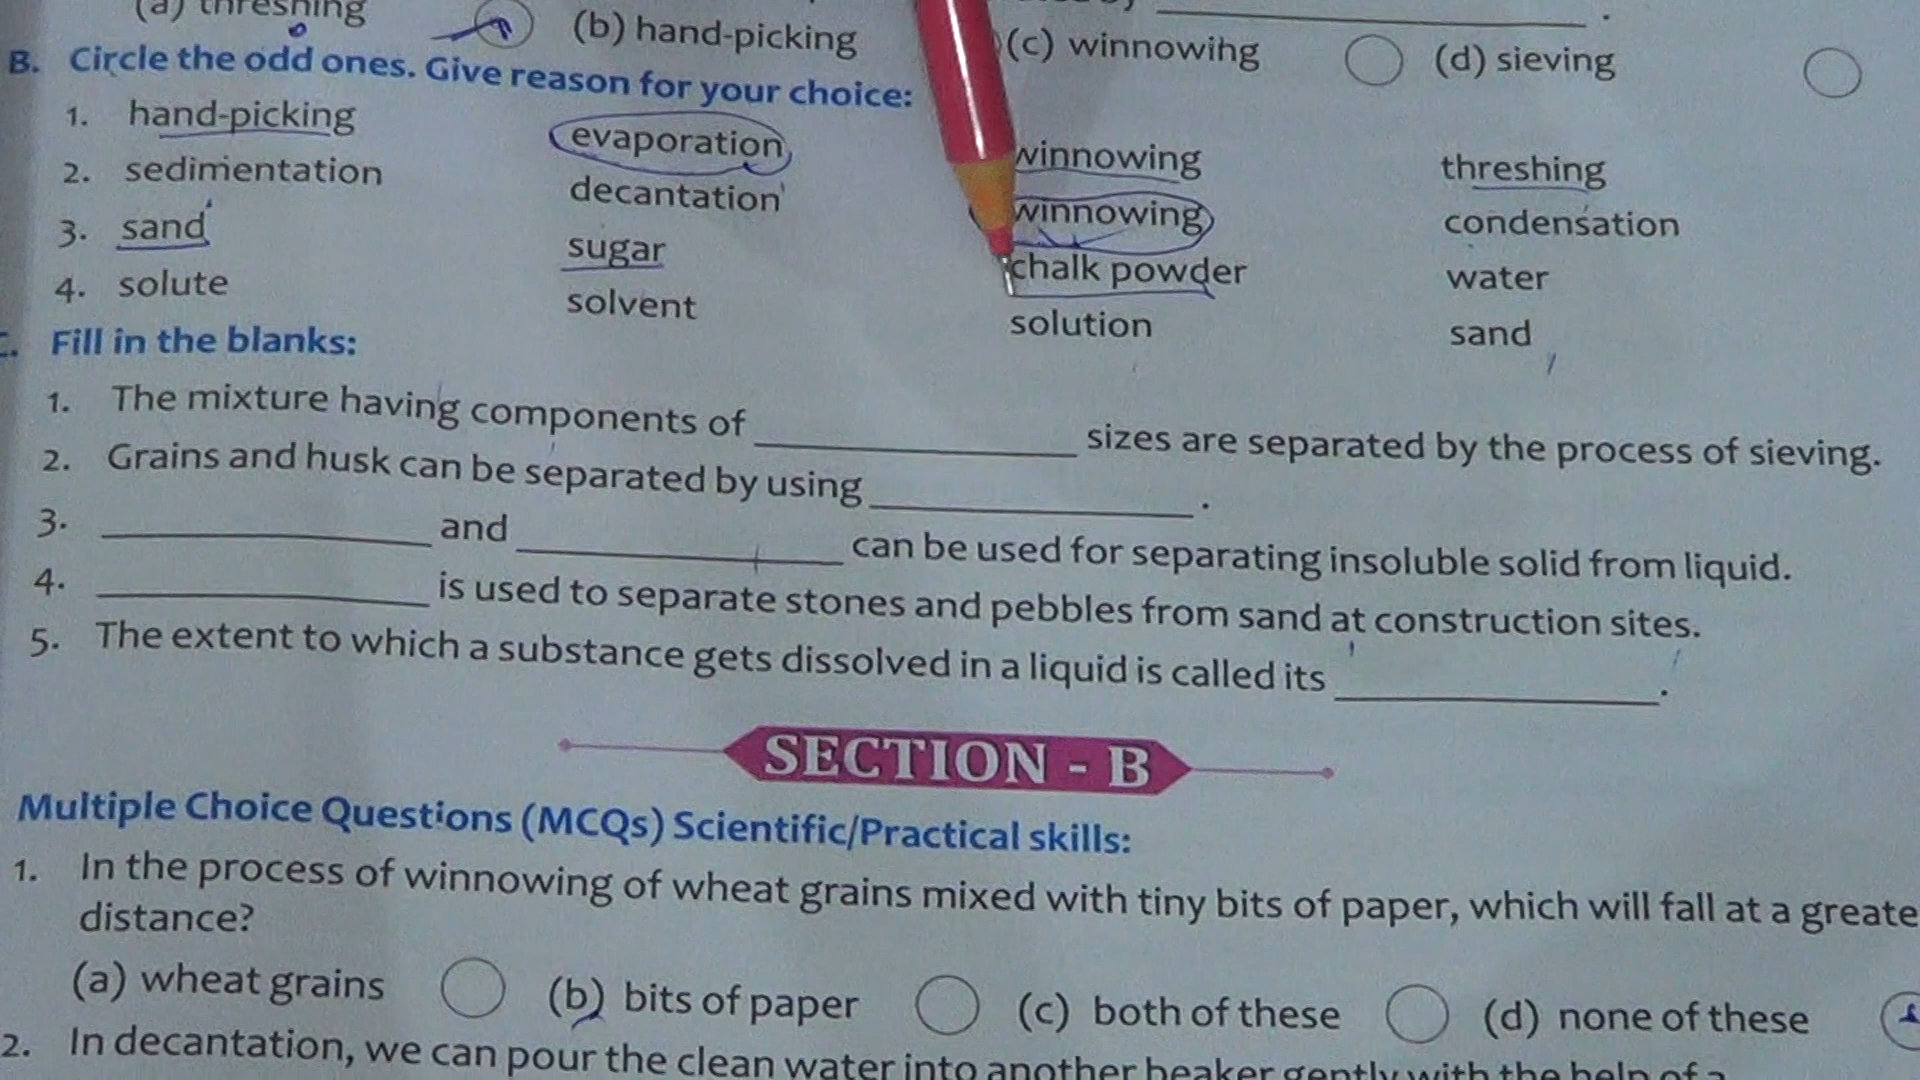 (a) threshing (b) hand-picking (c) winnowing (d) sieving
B. Circle the odd ones. Give reason for your choice:
1. hand-picking evaporation winnowing threshing
2. sedimentation decantation winnowing condensation
3. sand sugar chalk powder water
4. solute solvent solution sand
Fill in the blanks:
1. The mixture having components of ____ sizes are separated by the process of sieving.
2. Grains and husk can be separated by using ____.
3. ____ and ____ can be used for separating insoluble solid from liquid.
4. ____ is used to separate stones and pebbles from sand at construction sites.
5. The extent to which a substance gets dissolved in a liquid is called its ____.
SECTION - B
Multiple Choice Questions (MCQs) Scientific/Practical skills:
1. In the process of winnowing of wheat grains mixed with tiny bits of paper, which will fall at a greate
distance?
(a) wheat grains (b) bits of paper (c) both of these (d) none of these
2. In decantation, we can pour the clean water into another beaker gently with the help of a